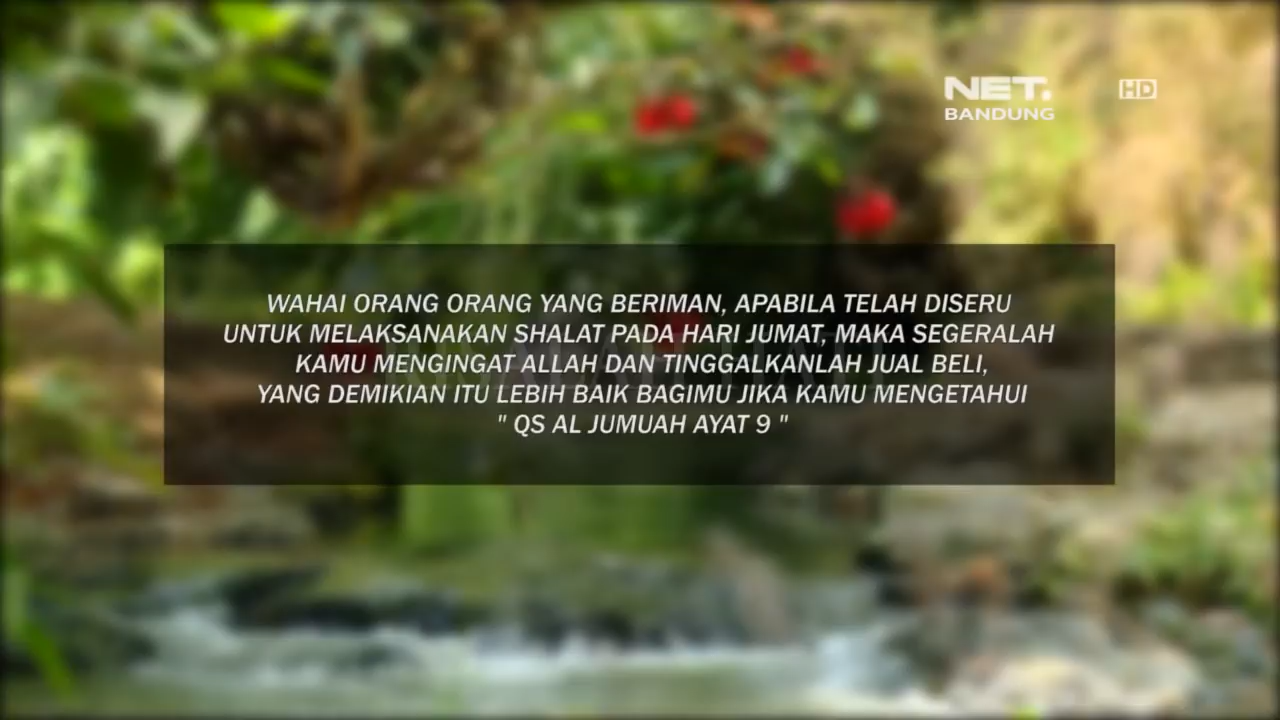 NET.
BANDUNG
HD
WAHAI ORANG ORANG YANG BERIMAN, APABILA TELAH DISERU
UNTUK MELAKSANAKAN SHALAT PADA HARI JUMAT, MAKA SEGERALAH
KAMU MENGINGAT ALLAH DAN TINGGALKANLAH JUAL BELI,
YANG DEMIKIAN ITU LEBIH BAIK BAGIMU JIKA KAMU MENGETAHUI
" QS AL JUMUAH AYAT 9 "